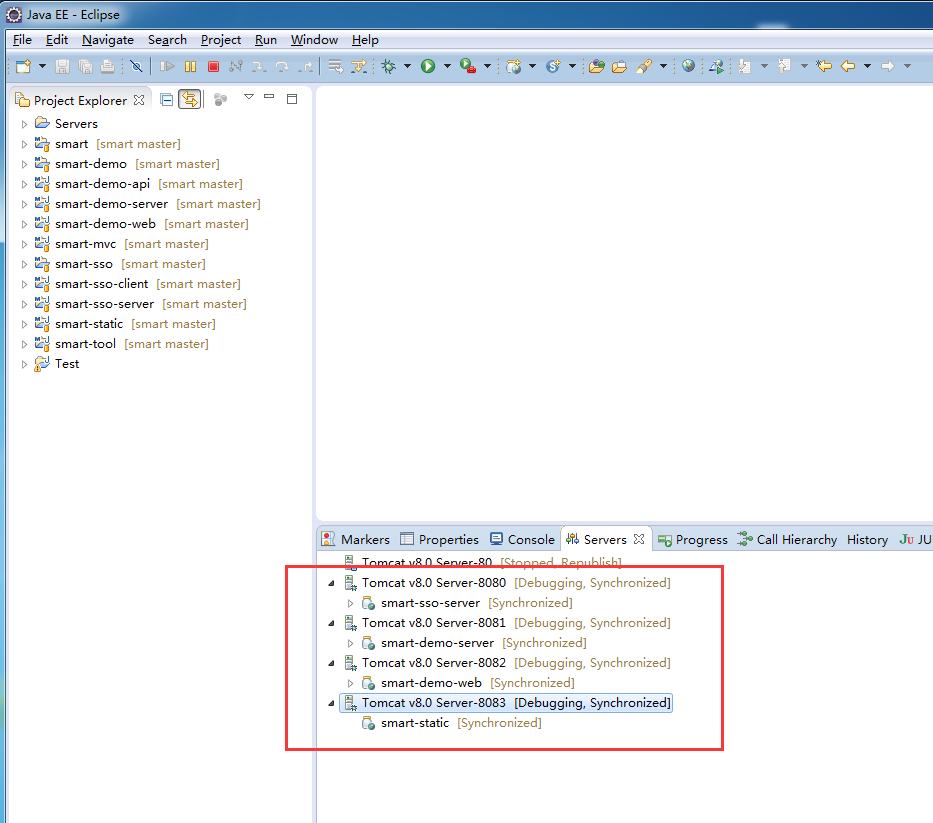 Java EE - Eclipse
File Edit Navigate Search Project Run Window Help
Project Explorer
Servers
smart [smart master]
smart-demo [smart master]
smart-demo-api [smart master]
smart-demo-server [smart master]
smart-demo-web [smart master]
smart-mvc [smart master]
smart-sso [smart master]
smart-sso-client [smart master]
smart-sso-server [smart master]
smart-static [smart master]
smart-tool [smart master]
Test
Markers Properties Console Servers Progress Call Hierarchy History Ju JU
Tomcat v8.0 Server-80 [Stopped, Republish]
Tomcat v8.0 Server-8080 [Debugging, Synchronized]
smart-sso-server [Synchronized]
Tomcat v8.0 Server-8081 [Debugging, Synchronized]
smart-demo-server [Synchronized]
Tomcat v8.0 Server-8082 [Debugging, Synchronized]
smart-demo-web [Synchronized]
Tomcat v8.0 Server-8083 [Debugging, Synchronized]
smart-static [Synchronized]